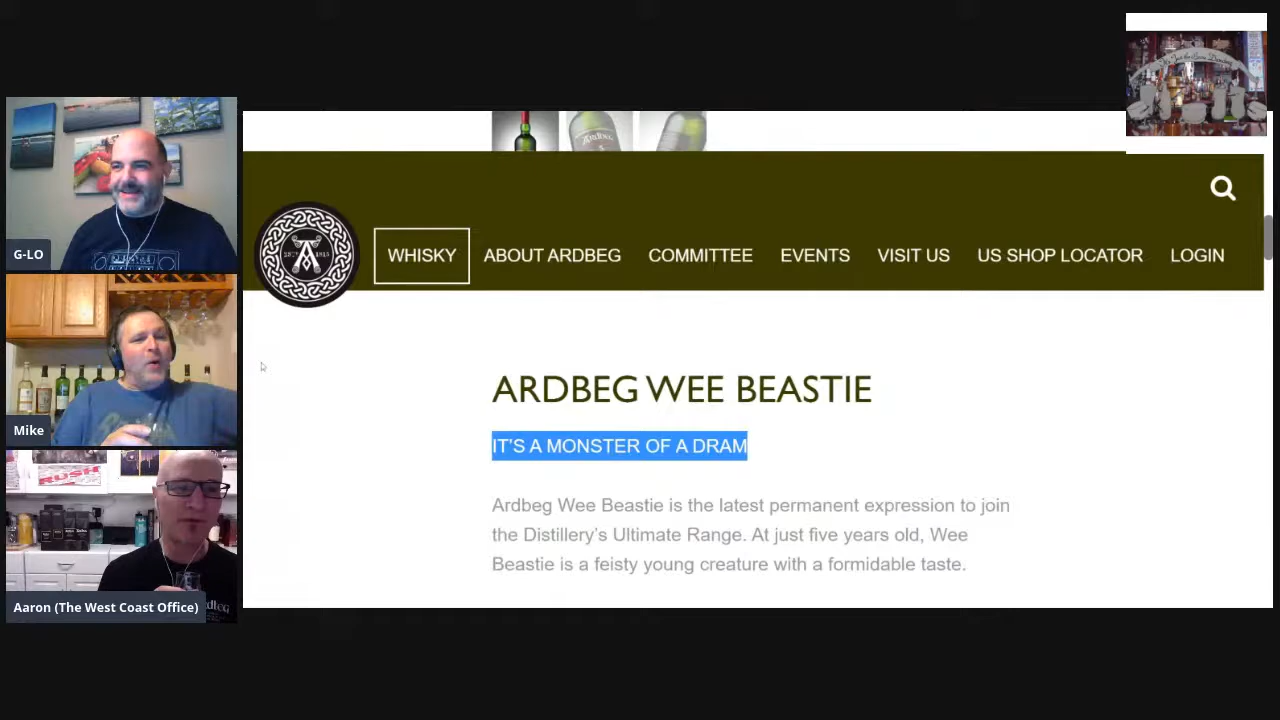 G-LO
Mike
RUSH
Aaron (The West Coast Office)
WHISKY ABOUT ARDBEG COMMITTEE EVENTS VISIT US US SHOP LOCATOR LOGIN
ARDBEG WEE BEASTIE
IT'S A MONSTER OF A DRAM
Ardbeg Wee Beastie is the latest permanent expression to join
the Distillery's Ultimate Range. At just five years old, Wee
Beastie is a feisty young creature with a formidable taste.